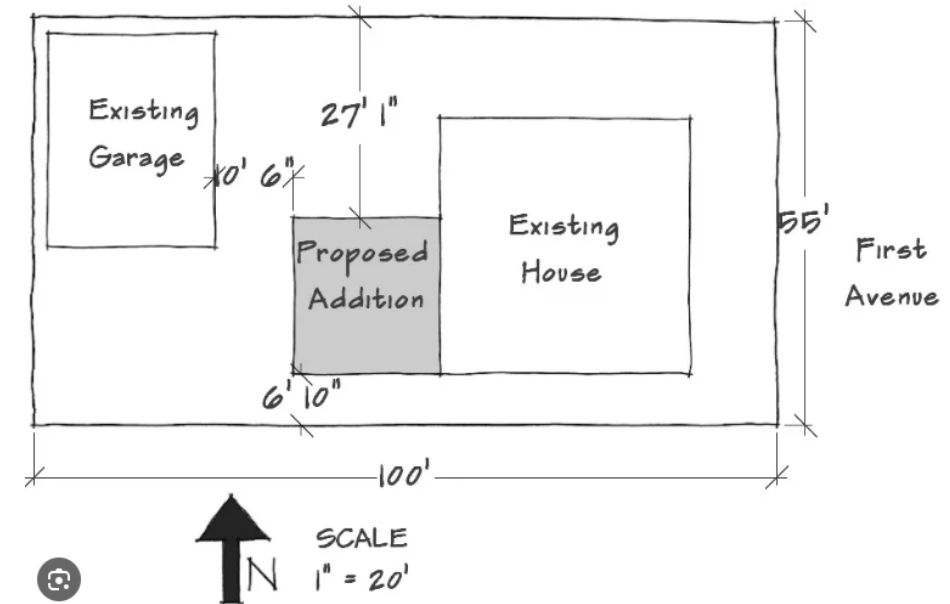 Existing
Garage
27' 1"
10' 6"
Existing
House
Proposed
Addition
55'
First
Avenue
6' 10"
100'
N
SCALE
1" = 20'